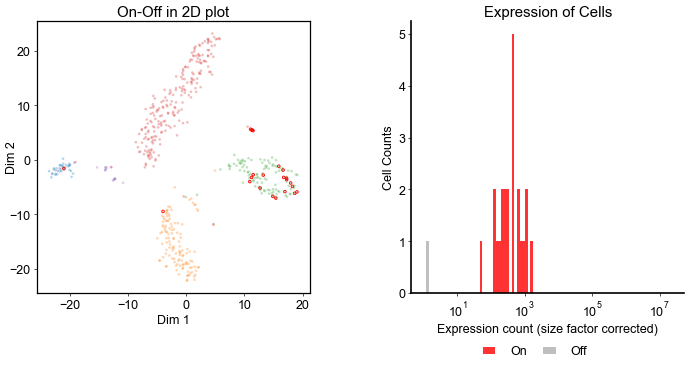 On-Off in 2D plot
Dim 2
20
10
0
−10
−20
−20 −10 0 10 20
Dim 1
Expression of Cells
Cell Counts
5
4
3
2
1
0
10^1 10^3 10^5 10^7
Expression count (size factor corrected)
On Off